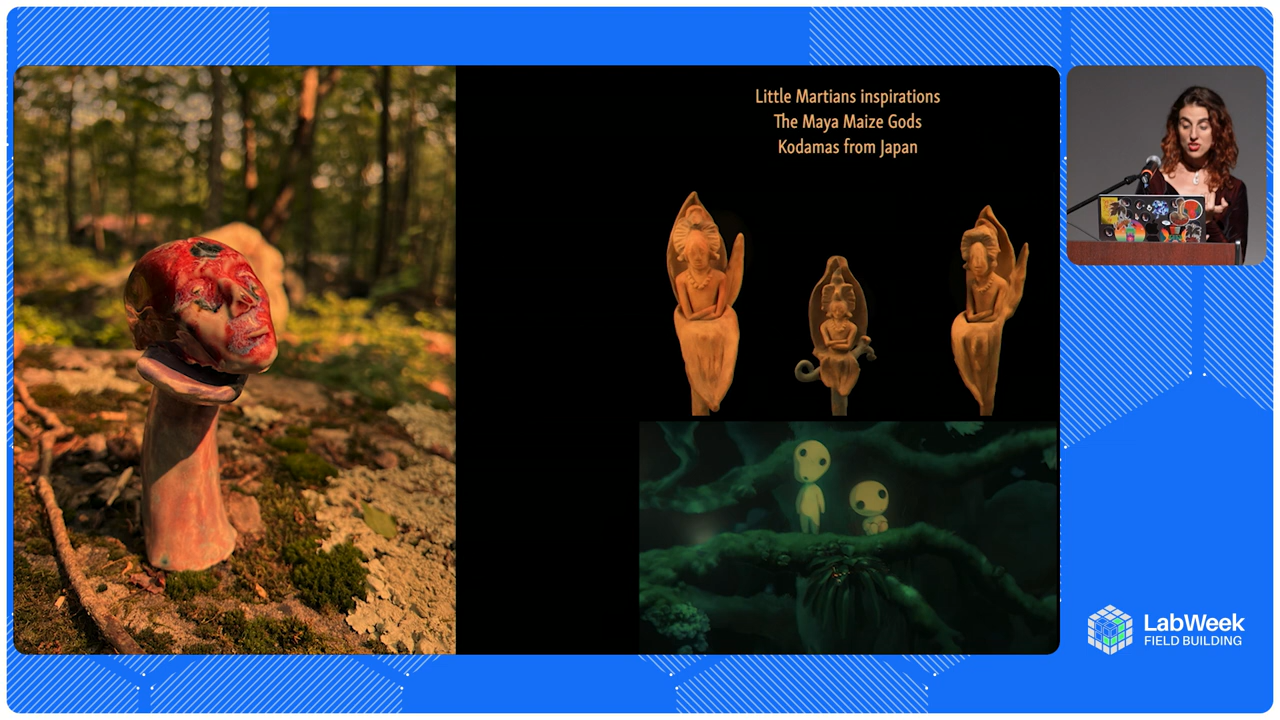 Little Martians inspirations
The Maya Maize Gods
Kodamas from Japan
LabWeek
FIELD BUILDING